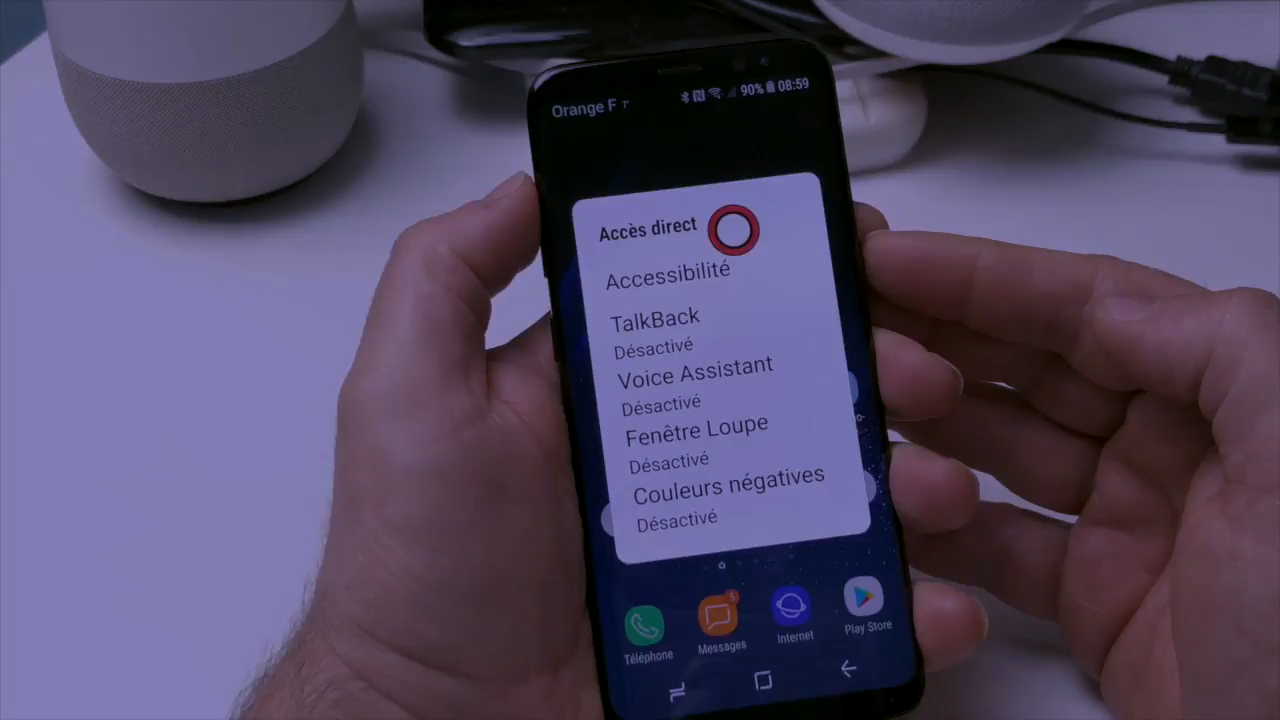 Orange F
90% 08:59
Accès direct
Accessibilité
TalkBack
Désactivé
Voice Assistant
Désactivé
Fenêtre Loupe
Désactivé
Couleurs négatives
Désactivé
5
Téléphone
Messages
Internet
Play Store